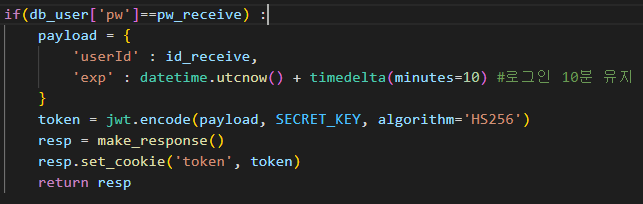 if(db_user['pw']==pw_receive) :
    payload = {
        'userId' : id_receive,
        'exp' : datetime.utcnow() + timedelta(minutes=10) #로그인 10분 유지
    }
    token = jwt.encode(payload, SECRET_KEY, algorithm='HS256')
    resp = make_response()
    resp.set_cookie('token', token)
    return resp